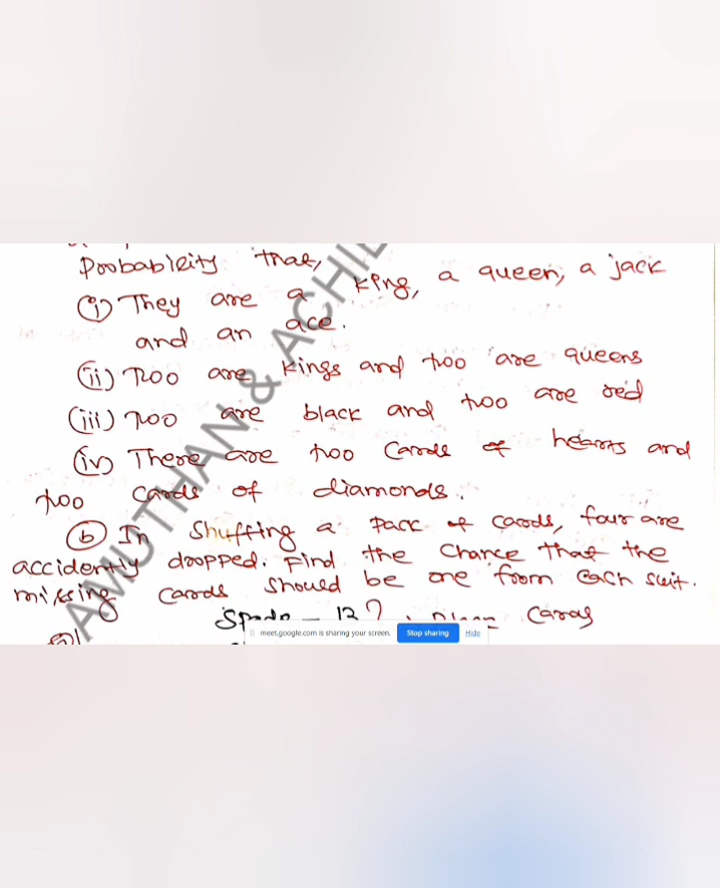 Probability that,
(i) They are a king, a queen, a jack
and an ace.
(ii) Two are kings and two are queens
(iii) Two are black and two are red
(iv) There are two cards of hearts and
two cards of diamonds.
(b) In shuffing a pack of cards, four are
accidently dropped. Find the chance that the
missing cards should be one from each suit.
Spade - 13
cards
AMUTHAN &
meet.google.com is sharing your screen. Stop sharing Hide